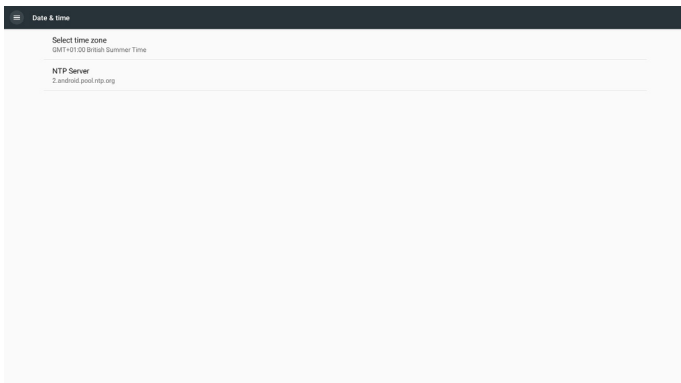 Date & time
Select time zone
GMT+01:00 British Summer Time
NTP Server
2.android.pool.ntp.org